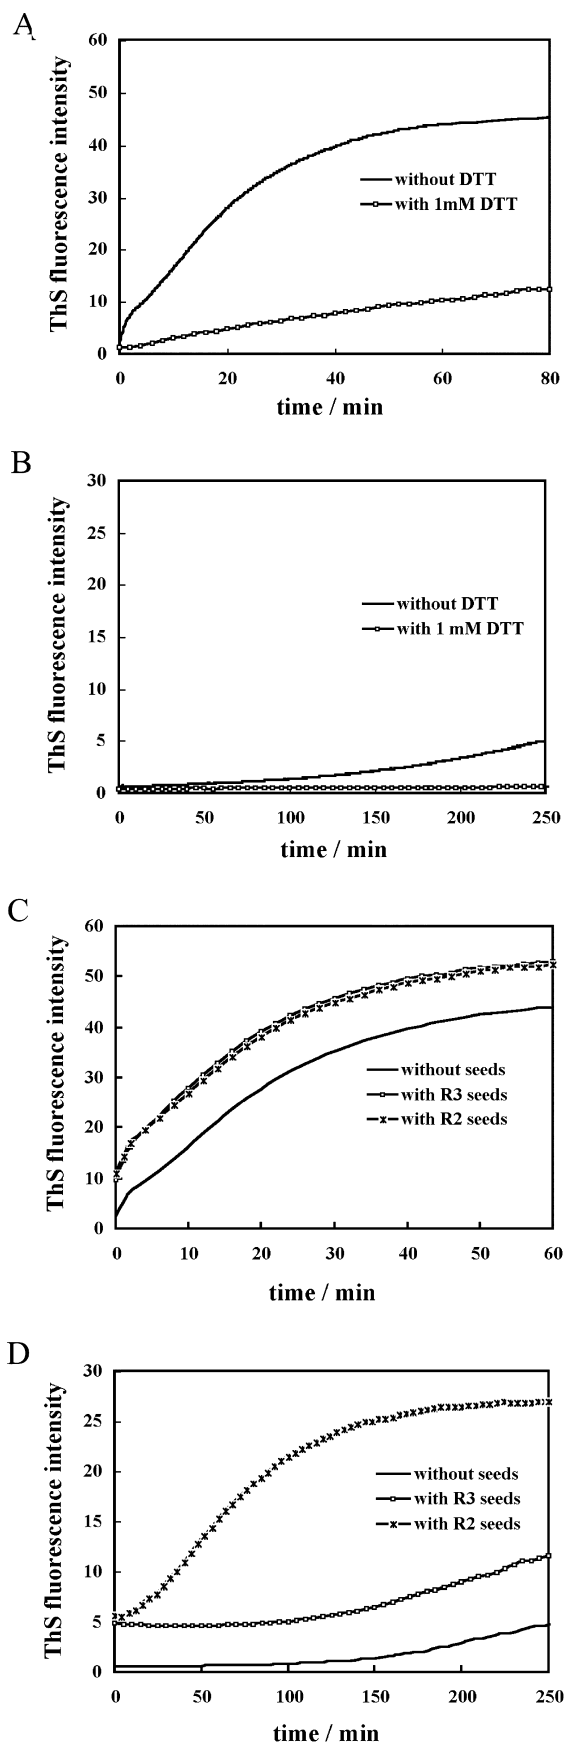 A
60
50
40
30
20
10
0
ThS fluorescence intensity
without DTT
with 1mM DTT
0 20 40 60 80
time / min
B
30
25
20
15
10
5
0
ThS fluorescence intensity
without DTT
with 1 mM DTT
0 50 100 150 200 250
time / min
C
60
50
40
30
20
10
0
ThS fluorescence intensity
without seeds
with R3 seeds
with R2 seeds
0 10 20 30 40 50 60
time / min
D
30
25
20
15
10
5
0
ThS fluorescence intensity
without seeds
with R3 seeds
with R2 seeds
0 50 100 150 200 250
time / min